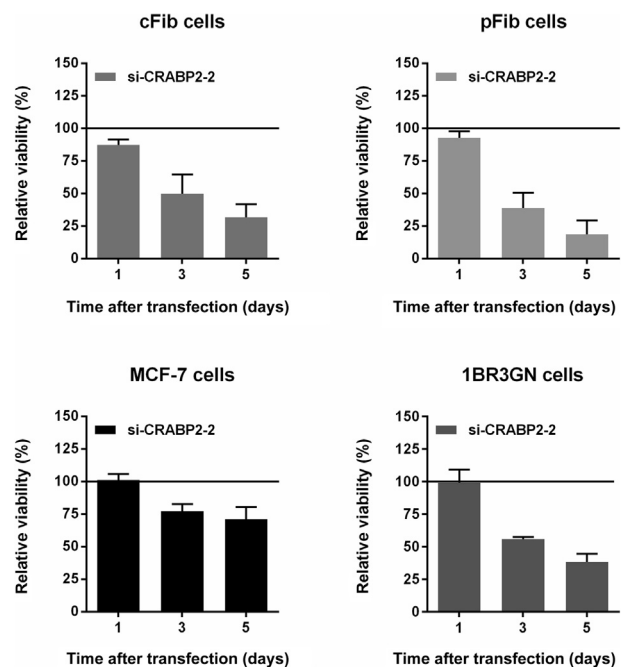 cFib cells
150
125
100
75
50
25
0
Relative viability (%)
si-CRABP2-2
1 3 5
Time after transfection (days)
pFib cells
150
125
100
75
50
25
0
Relative viability (%)
si-CRABP2-2
1 3 5
Time after transfection (days)
MCF-7 cells
150
125
100
75
50
25
0
Relative viability (%)
si-CRABP2-2
1 3 5
Time after transfection (days)
1BR3GN cells
150
125
100
75
50
25
0
Relative viability (%)
si-CRABP2-2
1 3 5
Time after transfection (days)